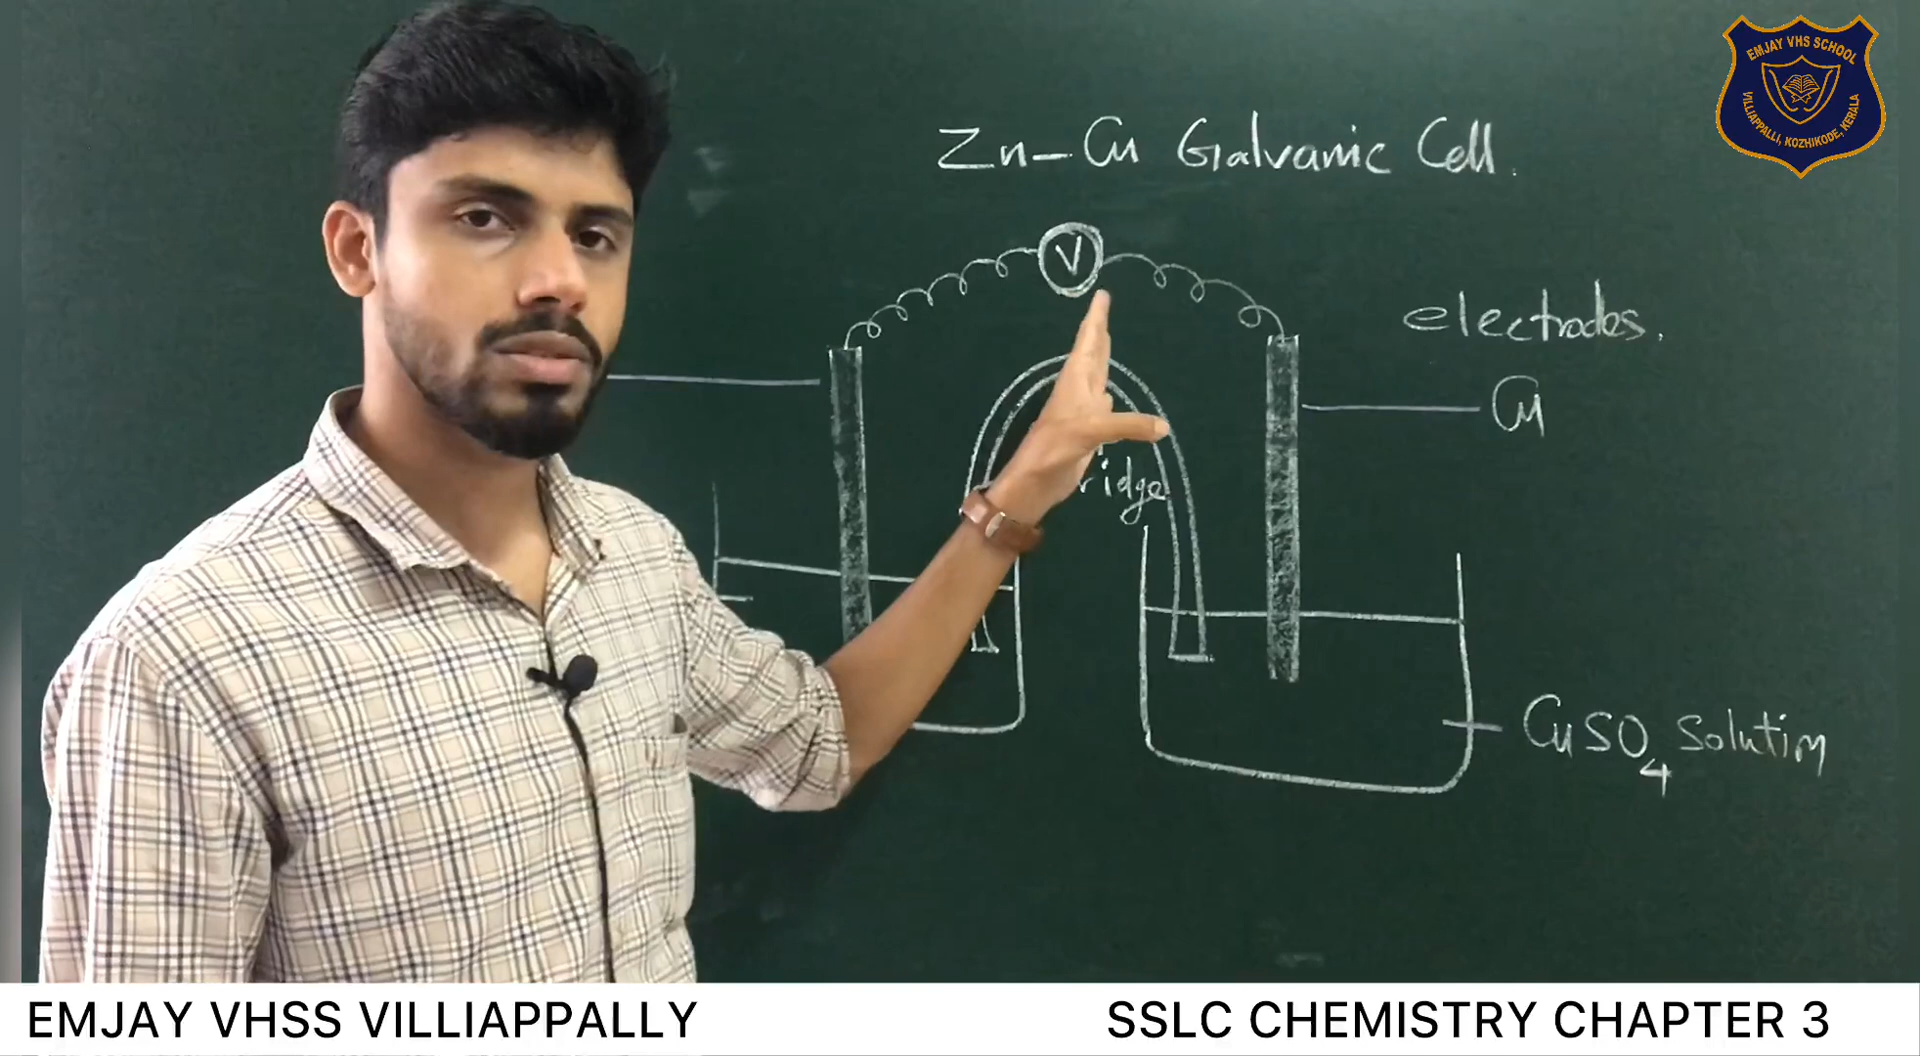 EMJAY VHS SCHOOL
VILLIAPPALLI, KOZHIKODE, KERALA
Zn-Cu Galvanic Cell.
V
electrodes.
Cu
ridge
CuSO4 Solution
EMJAY VHSS VILLIAPPALLY
SSLC CHEMISTRY CHAPTER 3